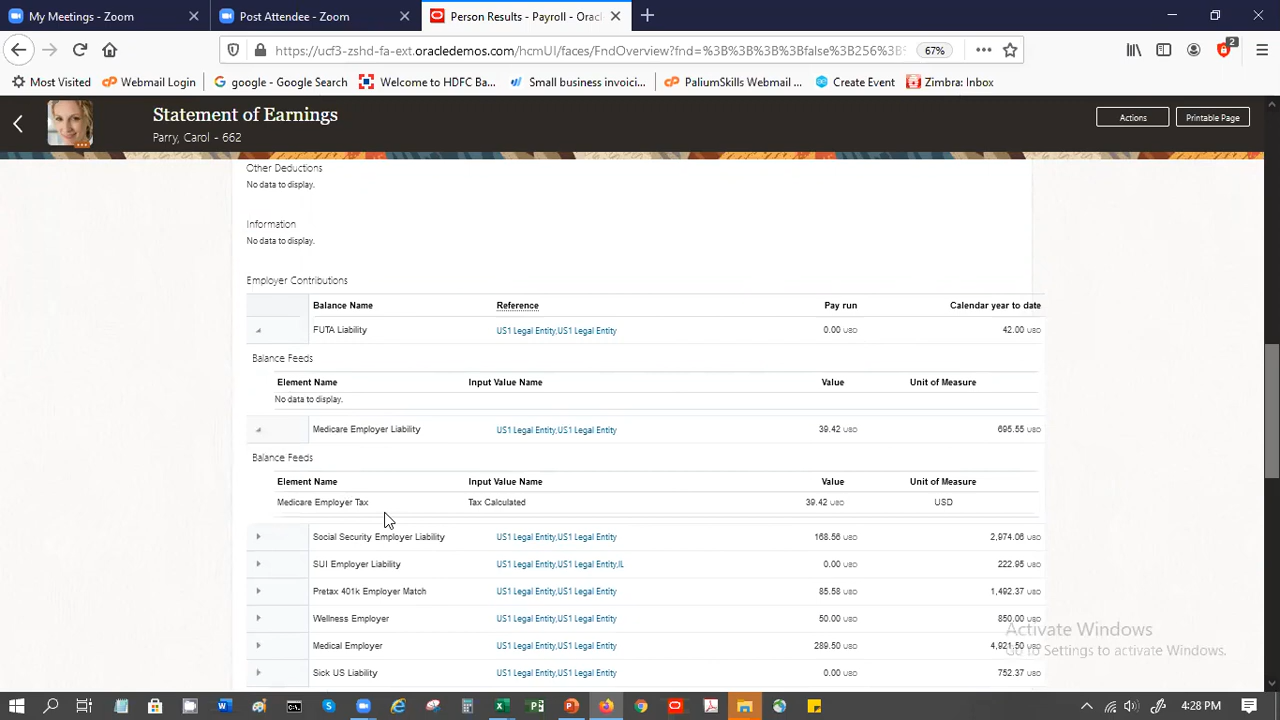 My Meetings - Zoom
Post Attendee - Zoom
Person Results - Payroll - Orac
https://ucf3-zshd-fa-ext.oracledemos.com/hcmUI/faces/FndOverview?fnd=%3B%3B%3B%3Bfalse%3B256%3B%
67%
2
Most Visited
Webmail Login
google - Google Search
Welcome to HDFC Ba...
Small business invoici...
PaliumSkills Webmail ...
Create Event
Zimbra (Beyon...
Statement of Earnings
Parry, Carol - 662
Actions
Printable Page
Other Deductions
No data to display.
Information
No data to display.
Employer Contributions
Balance Name Reference Pay run Calendar year to date
FUTA Liability US1 Legal Entity,US1 Legal Entity 0.00 USD 42.00 USD
Balance Feeds
Element Name Input Value Name Value Unit of Measure
No data to display.
Medicare Employer Liability US1 Legal Entity,US1 Legal Entity 39.42 USD 695.55 USD
Balance Feeds
Element Name Input Value Name Value Unit of Measure
Medicare Employer Tax Tax Calculated 39.42 USD USD
Social Security Employer Liability US1 Legal Entity,US1 Legal Entity 168.56 USD 2,974.06 USD
SUI Employer Liability US1 Legal Entity,US1 Legal Entity,IL 0.00 USD 222.95 USD
Pretax 401k Employer Match US1 Legal Entity,US1 Legal Entity 85.58 USD 1,492.37 USD
Wellness Employer US1 Legal Entity,US1 Legal Entity 50.00 USD 850.00 USD
Medical Employer US1 Legal Entity,US1 Legal Entity 289.50 USD 4,921.50 USD
Sick US Liability US1 Legal Entity,US1 Legal Entity 0.00 USD 752.37 USD
Activate Windows
Go to Settings to activate Windows.
4:28 PM